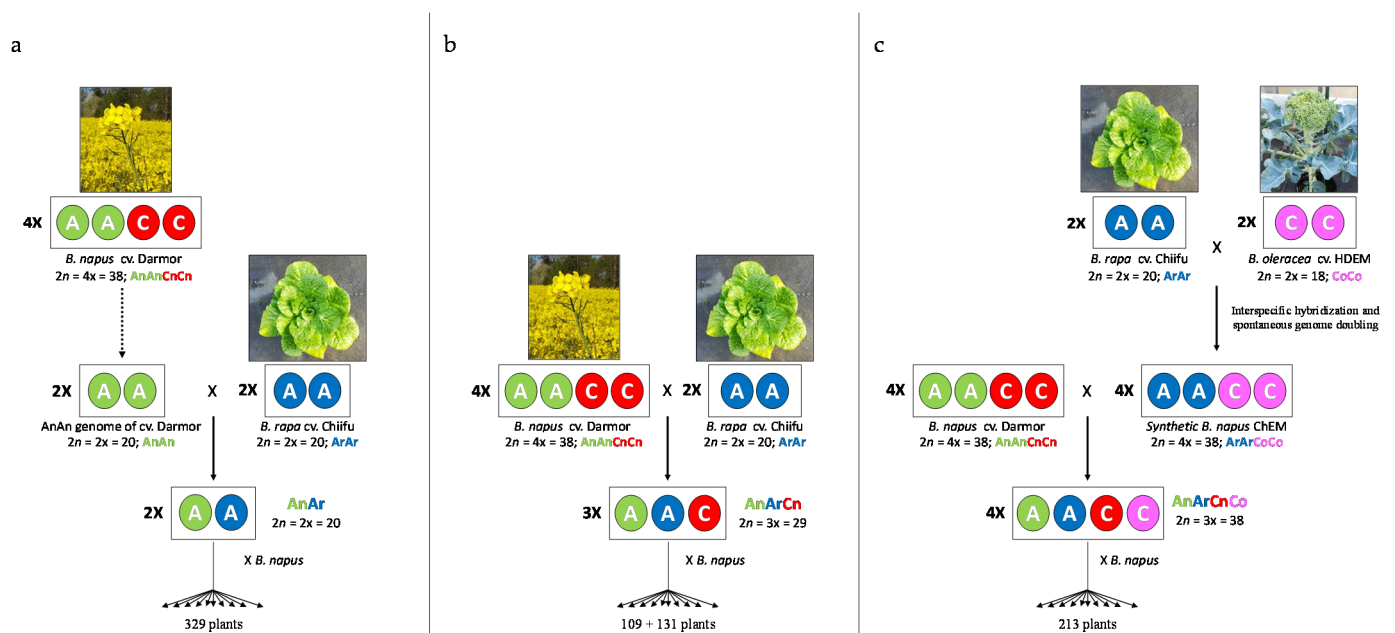 a
4X
A A C C
B. napus cv. Darmor
2n = 4x = 38; AnAnCnCn
2X
A A
X
2X
A A
AnAn genome of cv. Darmor
2n = 2x = 20; AnAn
B. rapa cv. Chiifu
2n = 2x = 20; ArAr
2X
A A
AnAr
2n = 2x = 20
X B. napus
329 plants
b
4X
A A C C
X
2X
A A
B. napus cv. Darmor
2n = 4x = 38; AnAnCnCn
B. rapa cv. Chiifu
2n = 2x = 20; ArAr
3X
A A C
AnArCn
2n = 3x = 29
X B. napus
109 + 131 plants
c
2X
A A
2X
C C
X
B. rapa cv. Chiifu
2n = 2x = 20; ArAr
B. oleracea cv. HDEM
2n = 2x = 18; CoCo
Interspecific hybridization and
spontaneous genome doubling
4X
A A C C
X
4X
A A C C
B. napus cv. Darmor
2n = 4x = 38; AnAnCnCn
Synthetic B. napus ChEM
2n = 4x = 38; ArArCoCo
4X
A A C C
AnArCnCo
2n = 3x = 38
X B. napus
213 plants